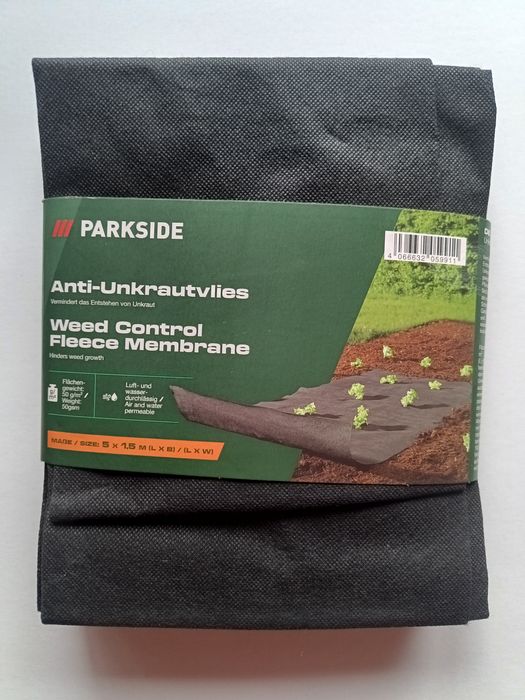 PARKSIDE
4 066632 059911
Anti-Unkrautvlies
Vermindert das Entstehen von Unkraut
Weed Control
Fleece Membrane
Hinders weed growth
Flächen-
gewicht:
50 g/m² /
Weight:
50gsm
Luft- und
wasser-
durchlässig /
Air and water
permeable
MAßE / SIZE: 5 x 1,5 M (L x B) / (L x W)